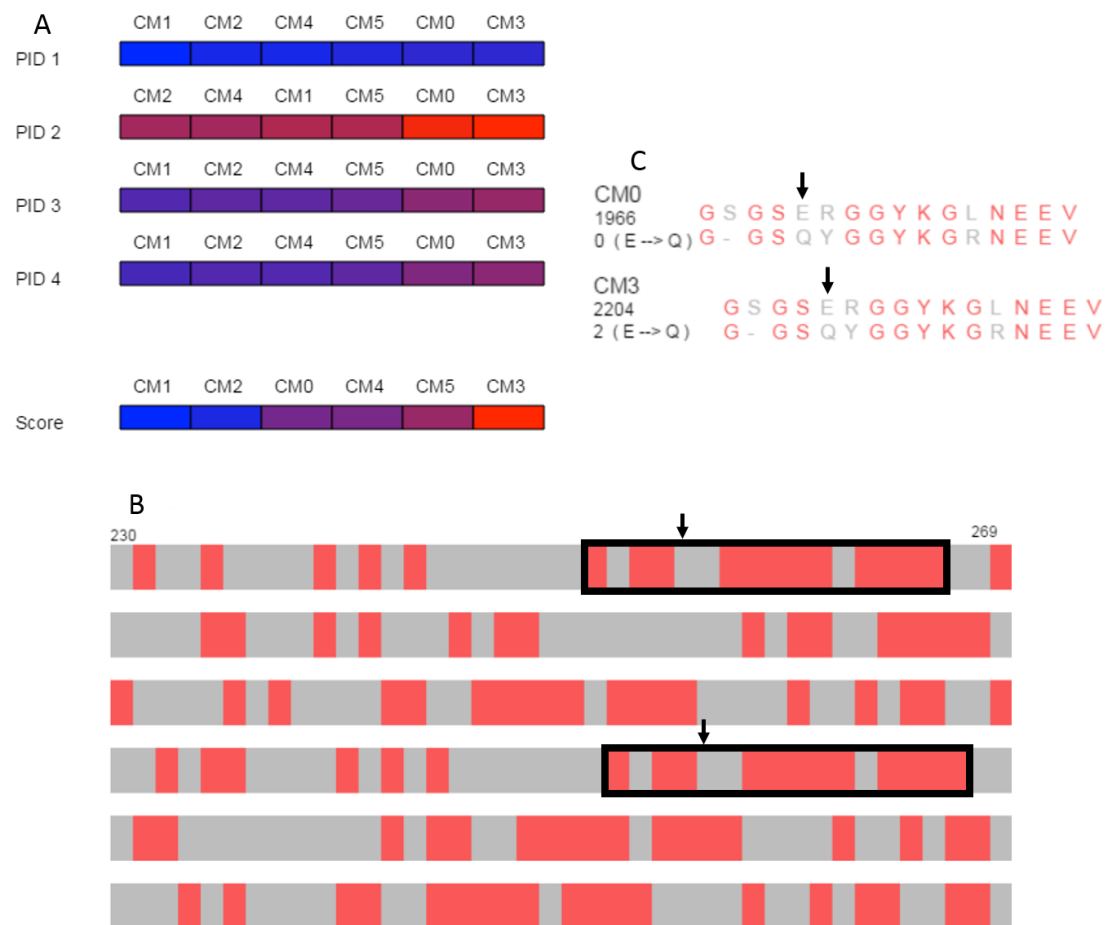 A
CM1 CM2 CM4 CM5 CM0 CM3
PID 1
CM2 CM4 CM1 CM5 CM0 CM3
PID 2
CM1 CM2 CM4 CM5 CM0 CM3
PID 3
CM1 CM2 CM4 CM5 CM0 CM3
PID 4
CM1 CM2 CM0 CM4 CM5 CM3
Score
C
CM0
1966 G S G S E R G G Y K G L N E E V
0 ( E --> Q ) G - G S Q Y G G Y K G R N E E V
CM3
2204 G S G S E R G G Y K G L N E E V
2 ( E --> Q ) G - G S Q Y G G Y K G R N E E V
B
230 269